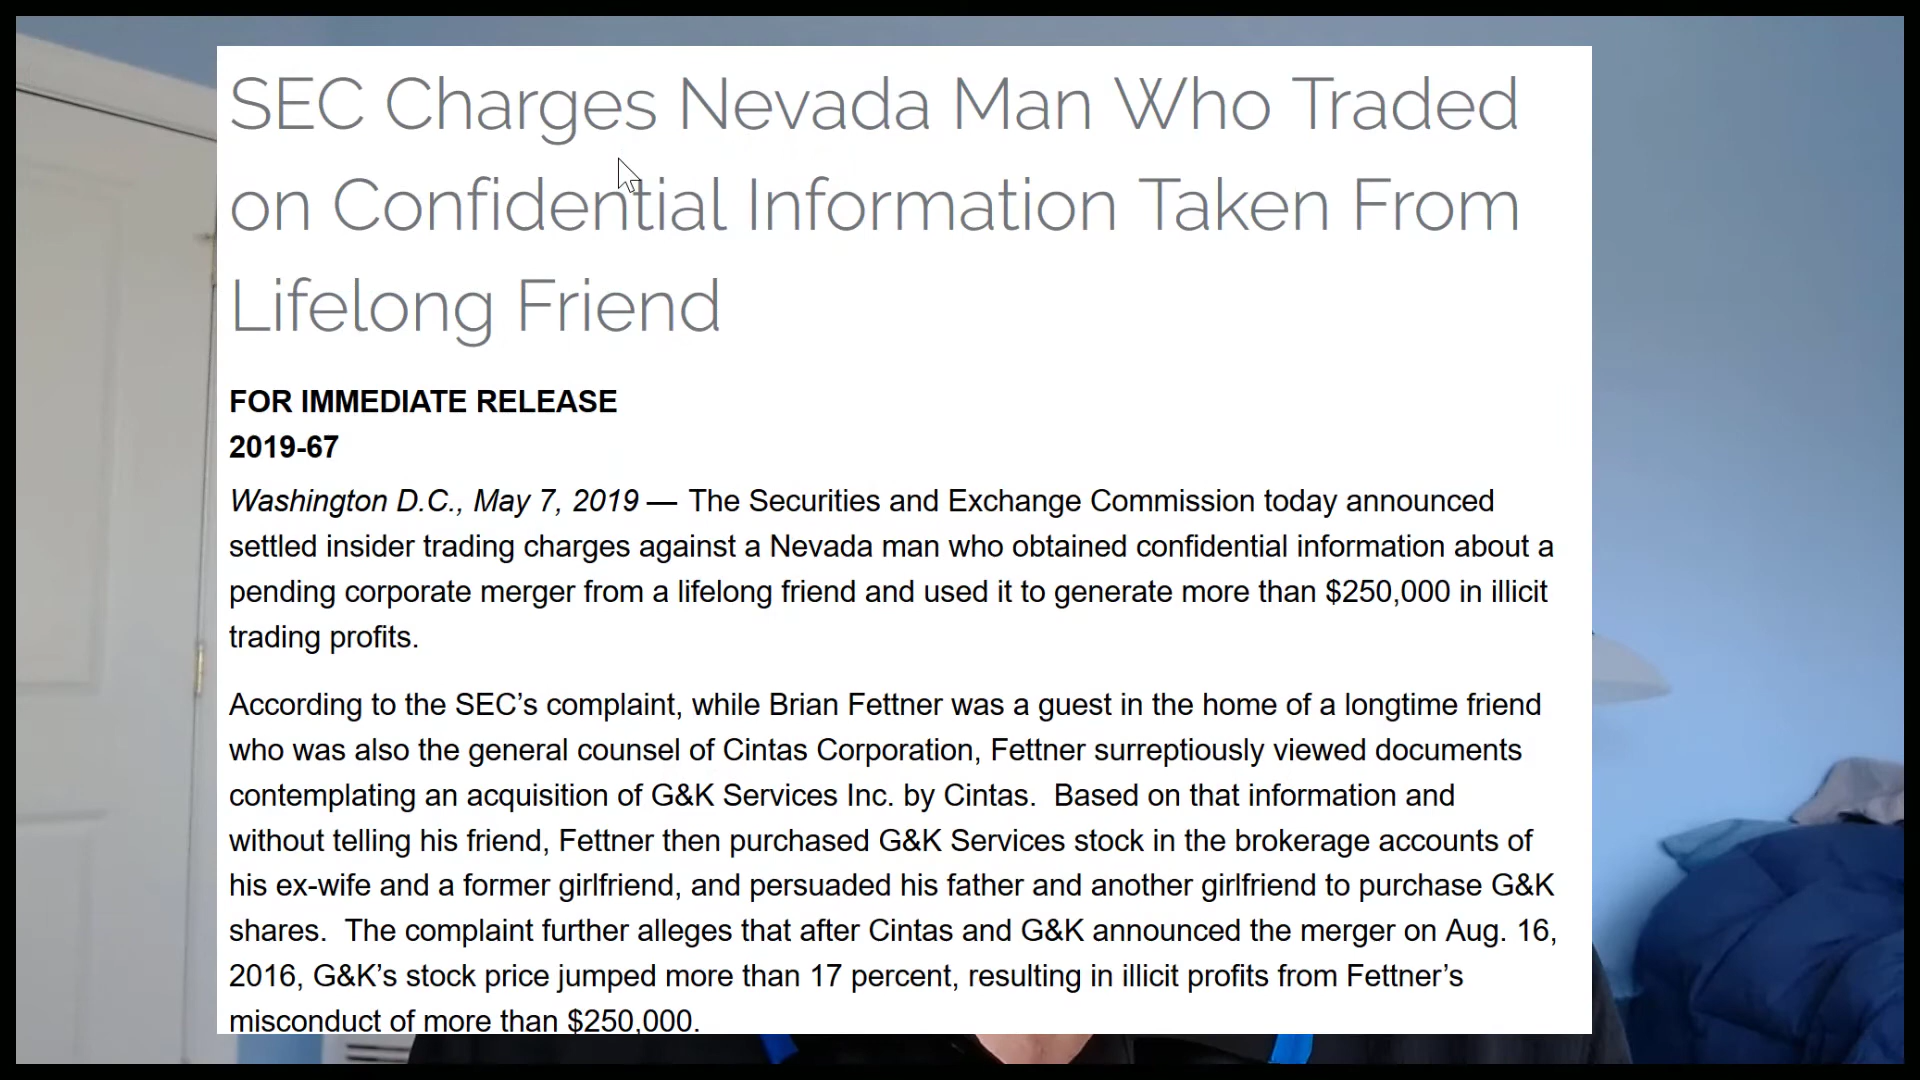 SEC Charges Nevada Man Who Traded
on Confidential Information Taken From
Lifelong Friend
FOR IMMEDIATE RELEASE
2019-67
Washington D.C., May 7, 2019 — The Securities and Exchange Commission today announced
settled insider trading charges against a Nevada man who obtained confidential information about a
pending corporate merger from a lifelong friend and used it to generate more than $250,000 in illicit
trading profits.
According to the SEC’s complaint, while Brian Fettner was a guest in the home of a longtime friend
who was also the general counsel of Cintas Corporation, Fettner surreptiously viewed documents
contemplating an acquisition of G&K Services Inc. by Cintas.  Based on that information and
without telling his friend, Fettner then purchased G&K Services stock in the brokerage accounts of
his ex-wife and a former girlfriend, and persuaded his father and another girlfriend to purchase G&K
shares.  The complaint further alleges that after Cintas and G&K announced the merger on Aug. 16,
2016, G&K’s stock price jumped more than 17 percent, resulting in illicit profits from Fettner’s
misconduct of more than $250,000.